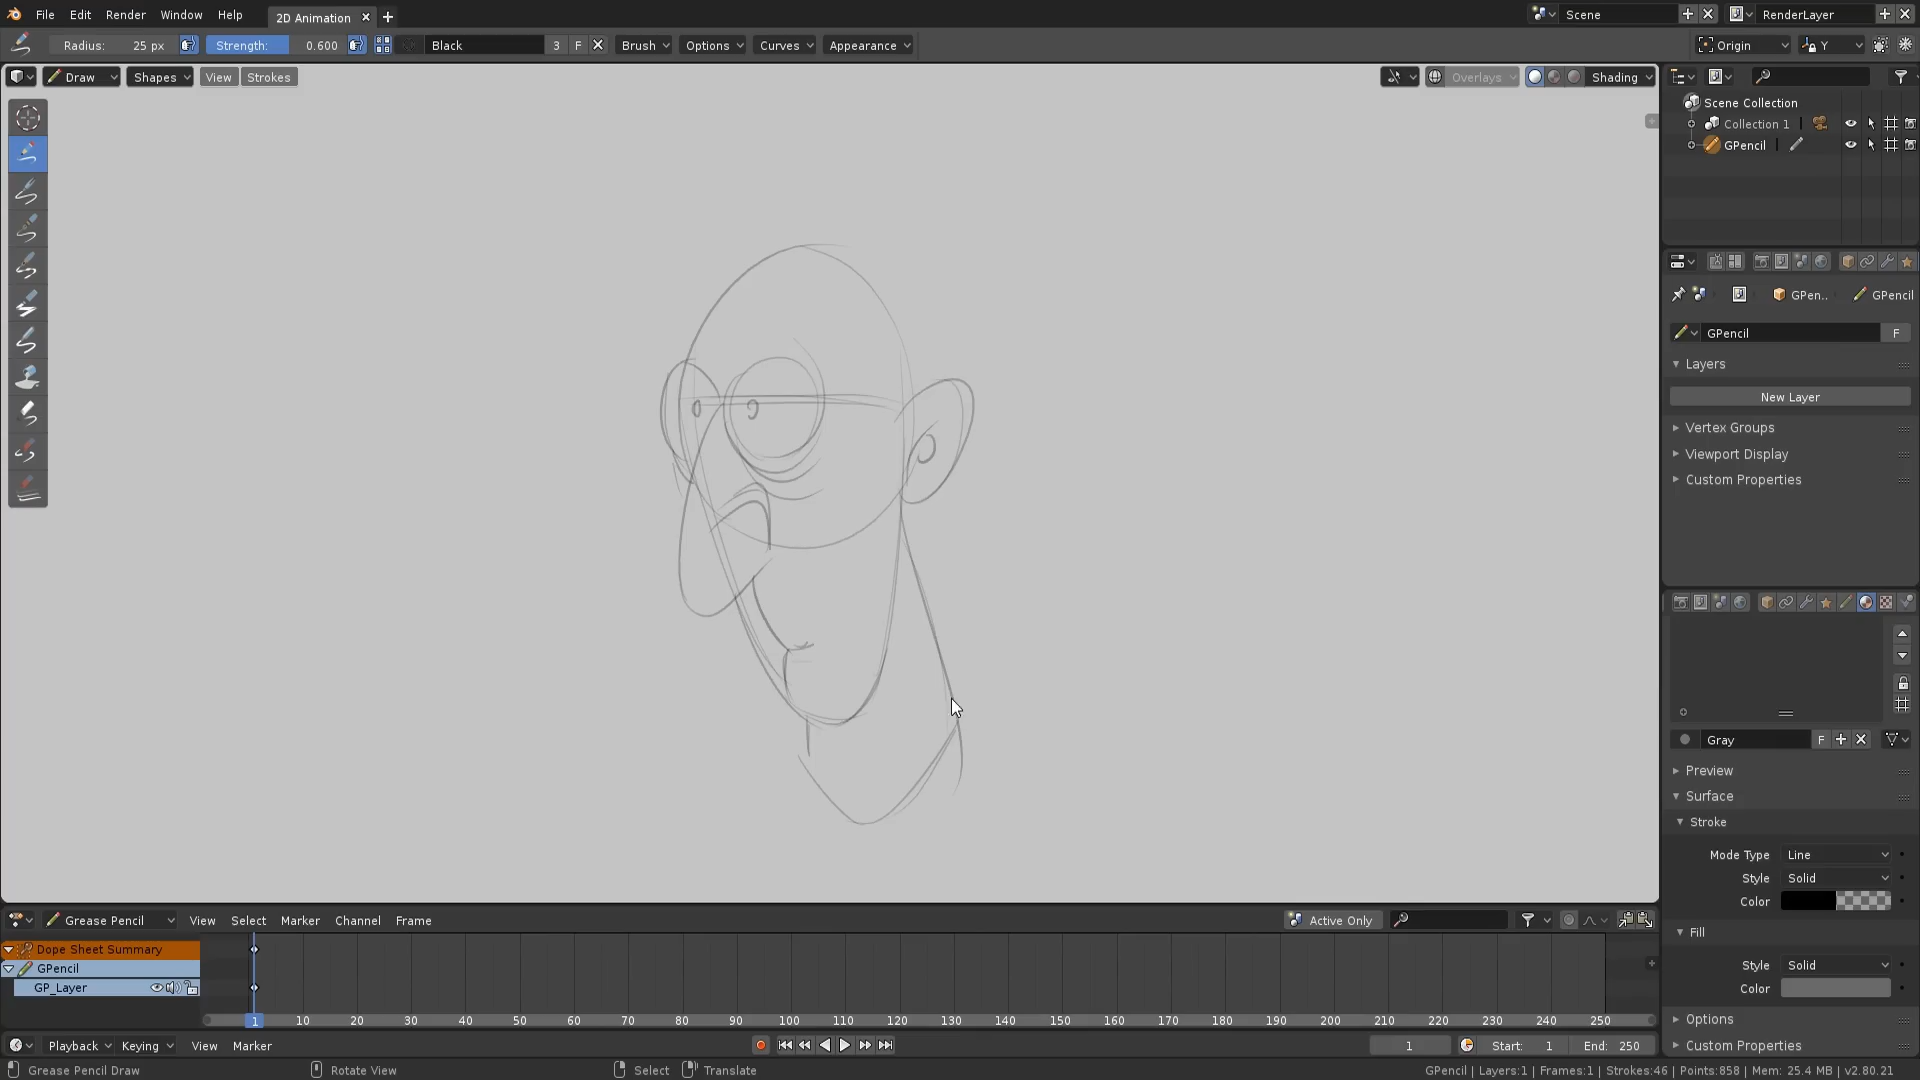 File Edit Render Window Help 2D Animation Scene RenderLayer
Radius: 25 px Strength: 0.600 Black 3 F Brush Options Curves Appearance Origin Y
Draw Shapes View Strokes Overlays Shading
Scene Collection
Collection 1
GPencil
GPen.. GPencil
GPencil F
Layers
New Layer
Vertex Groups
Viewport Display
Custom Properties
Gray F
Preview
Surface
Stroke
Mode Type Line
Style Solid
Color
Fill
Style Solid
Color
Options
Custom Properties
Grease Pencil View Select Marker Channel Frame Active Only
Dope Sheet Summary
GPencil
GP_Layer
1 10 20 30 40 50 60 70 80 90 100 110 120 130 140 150 160 170 180 190 200 210 220 230 240 250
Playback Keying View Marker 1 Start: 1 End: 250
Grease Pencil Draw Rotate View Select Translate GPencil | Layers:1 | Frames:1 | Strokes:46 | Points:858 | Mem: 25.4 MB | v2.80.21